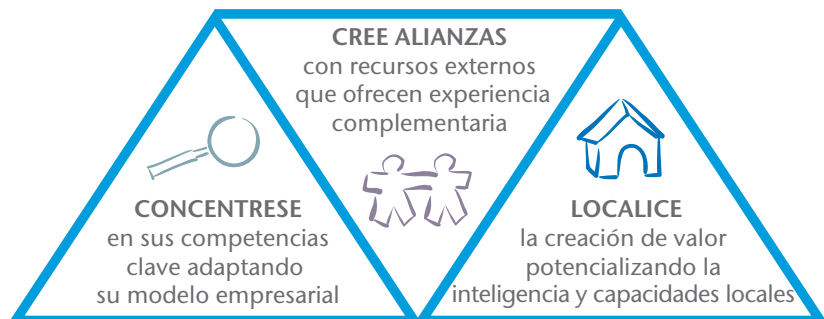 CREE ALIANZAS
con recursos externos
que ofrecen experiencia
complementaria
CONCENTRESE
en sus competencias
clave adaptando
su modelo empresarial
LOCALICE
la creación de valor
potencializando la
inteligencia y capacidades locales